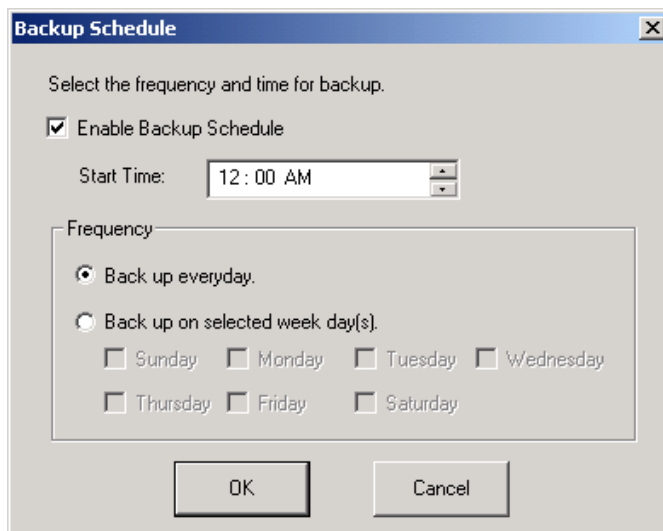 Backup Schedule
Select the frequency and time for backup.
Enable Backup Schedule
Start Time: 12:00 AM
Frequency
Back up everyday.
Back up on selected week day(s).
Sunday Monday Tuesday Wednesday
Thursday Friday Saturday
OK Cancel